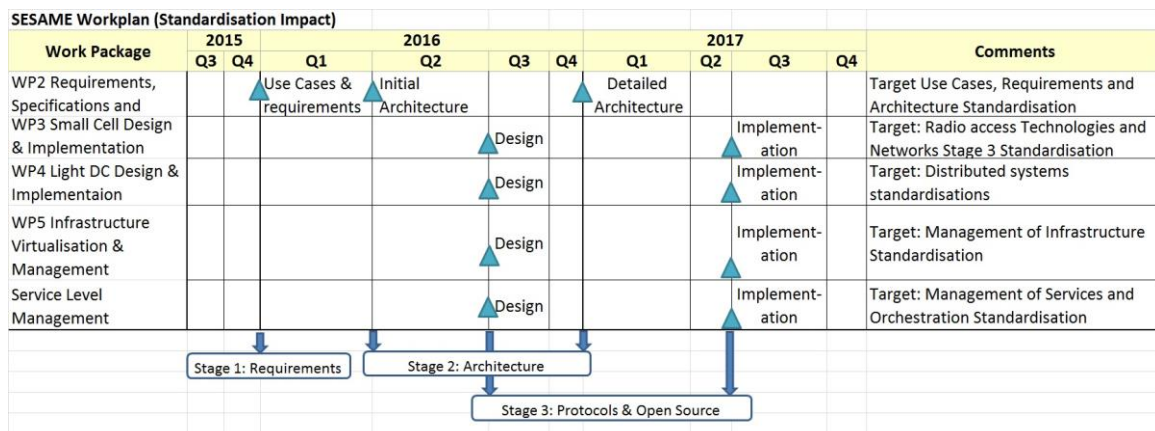 SESAME Workplan (Standardisation Impact)
Work Package
2015
2016
2017
Comments
Q3
Q4
Q1
Q2
Q3
Q4
Q1
Q2
Q3
Q4
WP2 Requirements,
Specifications and
Use Cases &
requirements
Initial
Architecture
Detailed
Architecture
Target Use Cases, Requirements and
Architecture Standardisation
WP3 Small Cell Design
& Implementation
Design
Implement-
ation
Target: Radio access Technologies and
Networks Stage 3 Standardisation
WP4 Light DC Design &
Implementaion
Design
Implement-
ation
Target: Distributed systems
standardisations
WP5 Infrastructure
Virtualisation &
Management
Design
Implement-
ation
Target: Management of Infrastructure
Standardisation
Service Level
Management
Design
Implement-
ation
Target: Management of Services and
Orchestration Standardisation
Stage 1: Requirements
Stage 2: Architecture
Stage 3: Protocols & Open Source